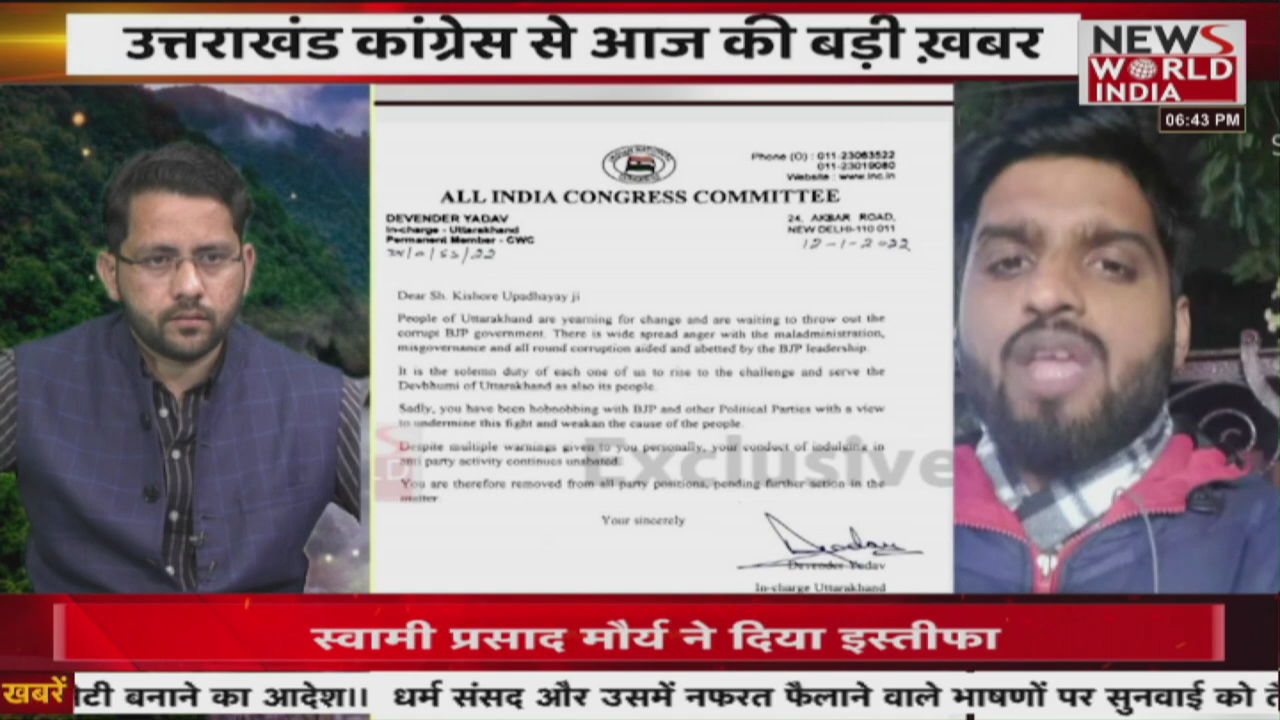 उत्तराखंड कांग्रेस से आज की बड़ी ख़बर
NEWS
WORLD
INDIA
06:43 PM
Phone (O) : 011-23063522
011-23019080
Website : www.inc.in
ALL INDIA CONGRESS COMMITTEE
DEVENDER YADAV
In-charge - Uttarakhand
Permanent Member - CWC
24, AKBAR ROAD,
NEW DELHI-110 011
12-1-2022
Dear Sh. Kishore Upadhayay ji
People of Uttarakhand are yearning for change and are waiting to throw out the
corrupt BJP government. There is wide spread anger with the maladministration,
misgovernance and all round corruption aided and abetted by the BJP leadership.
It is the solemn duty of each one of us to rise to the challenge and serve the
Devbhumi of Uttarakhand as also its people.
Sadly, you have been hobnobbing with BJP and other Political Parties with a view
to undermine this fight and weakan the cause of the people.
Despite multiple warnings given to you personally, your conduct of indulging in
anti party activity continues unabated.
You are therefore removed from all party positions, pending further action in the
matter
Exclusive
Your sincerely
Devender Yadav
In-charge Uttarakhand
स्वामी प्रसाद मौर्य ने दिया इस्तीफा
खबरें
टी बनाने का आदेश।। धर्म संसद और उसमें नफरत फैलाने वाले भाषणों पर सुनवाई को